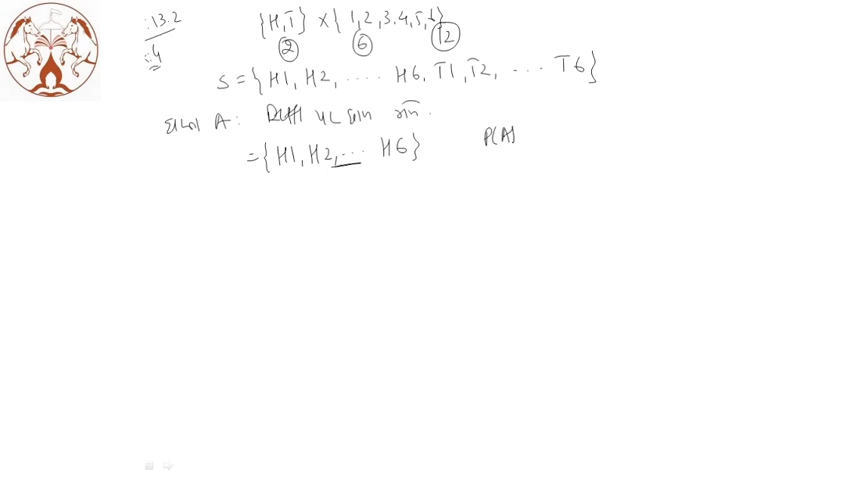 :13.2
{H,T} × {1,2,3.4,5,6}
② ⑥ ⑫
:4
S = {H1, H2, ..... H6, T1, T2, ... T6}
A:
= {H1, H2, ... H6} P(A)